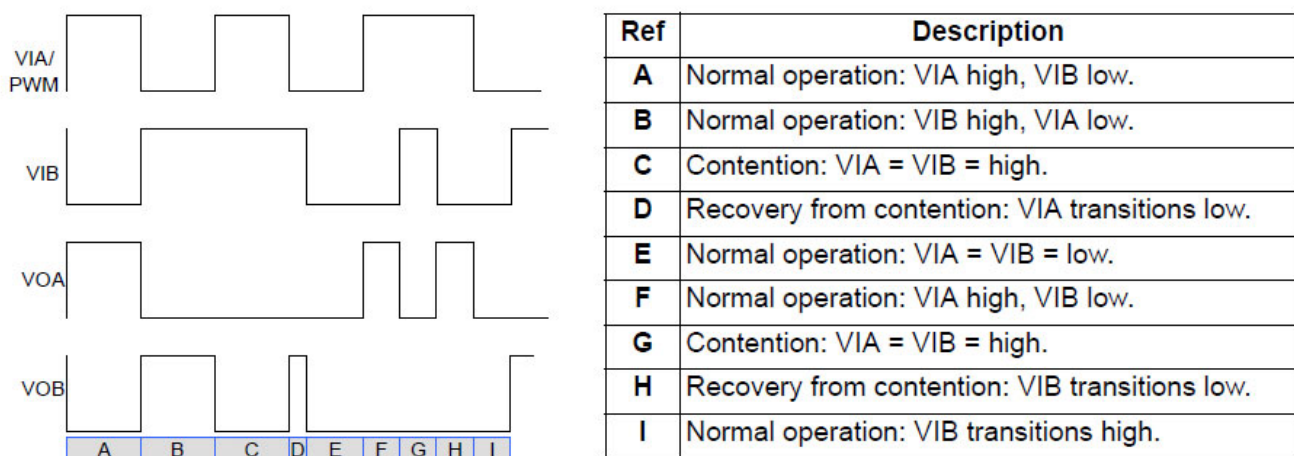 VIA/
PWM
VIB
VOA
VOB
A B C D E F G H I
Ref Description
A Normal operation: VIA high, VIB low.
B Normal operation: VIB high, VIA low.
C Contention: VIA = VIB = high.
D Recovery from contention: VIA transitions low.
E Normal operation: VIA = VIB = low.
F Normal operation: VIA high, VIB low.
G Contention: VIA = VIB = high.
H Recovery from contention: VIB transitions low.
I Normal operation: VIB transitions high.